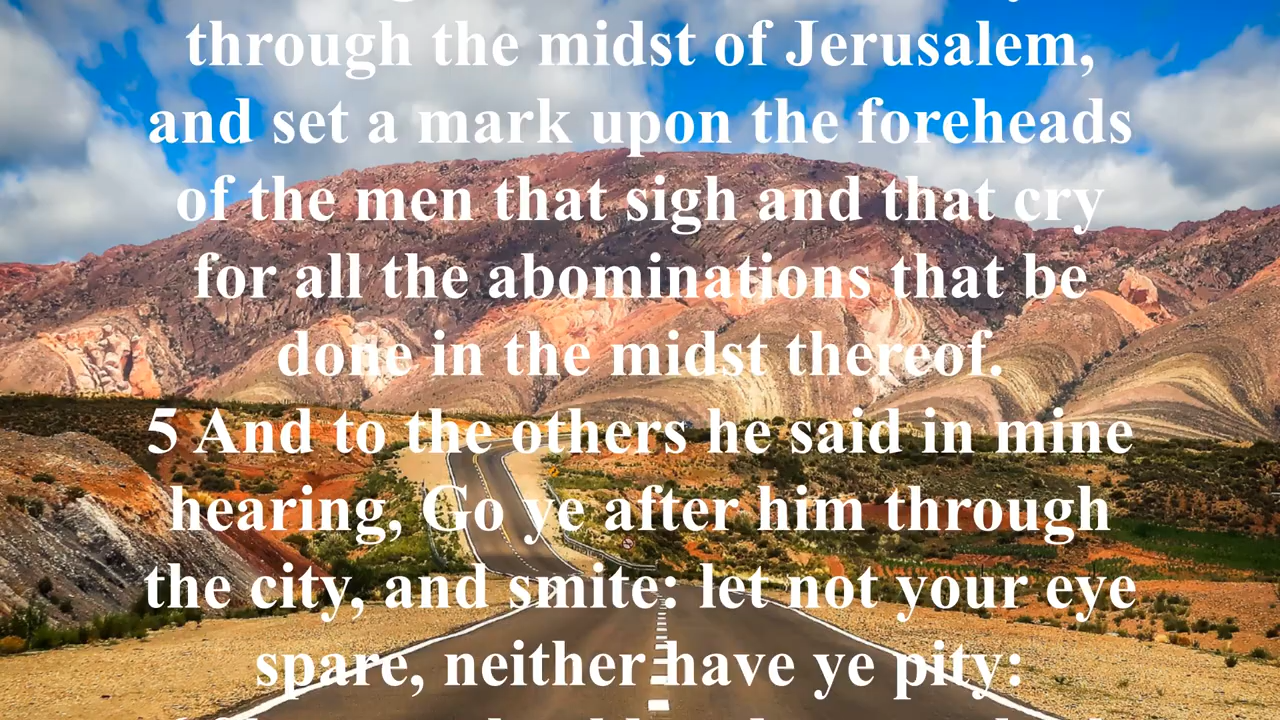 through the midst of Jerusalem,
and set a mark upon the foreheads
of the men that sigh and that cry
for all the abominations that be
done in the midst thereof.
5 And to the others he said in mine
hearing, Go ye after him through
the city, and smite: let not your eye
spare, neither have ye pity: